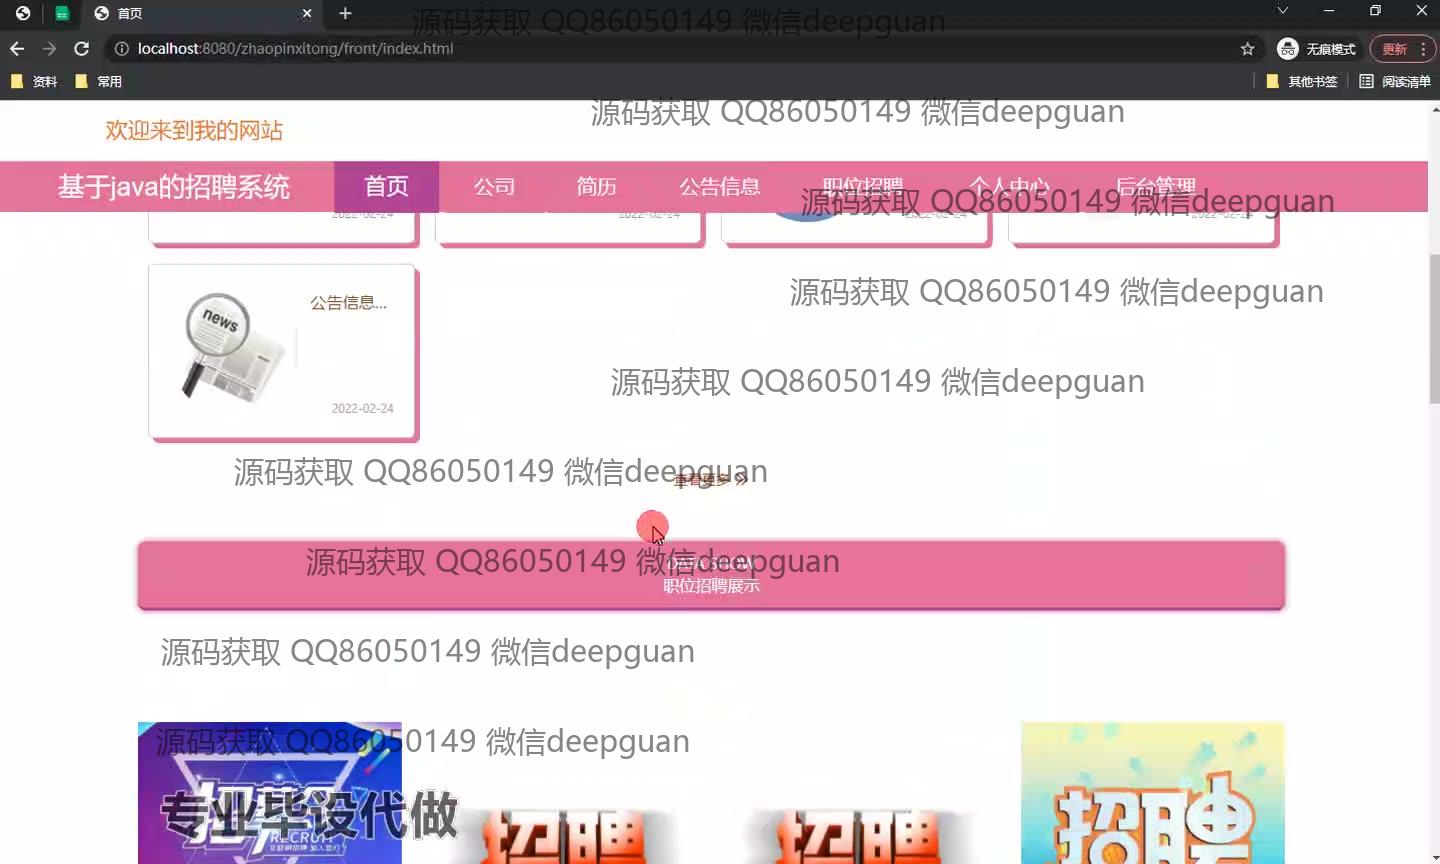 首页
源码获取 QQ86050149 微信deepguan
localhost:8080/zhaopinxitong/front/index.html
无痕模式
更新
资料
常用
其他书签
阅读清单
源码获取 QQ86050149 微信deepguan
欢迎来到我的网站
基于java的招聘系统
首页
公司
简历
公告信息
职位招聘
个人中心
后台管理
源码获取 QQ86050149 微信deepguan
2022-02-24
2022-02-24
2022-02-24
2022-02-24
源码获取 QQ86050149 微信deepguan
公告信息...
news
源码获取 QQ86050149 微信deepguan
2022-02-24
源码获取 QQ86050149 微信deepguan
查看更多
源码获取 QQ86050149 微信deepguan
DATA SHOW
职位招聘展示
源码获取 QQ86050149 微信deepguan
源码获取 QQ86050149 微信deepguan
专业毕设代做
RECRUIT
招聘
招聘
招聘